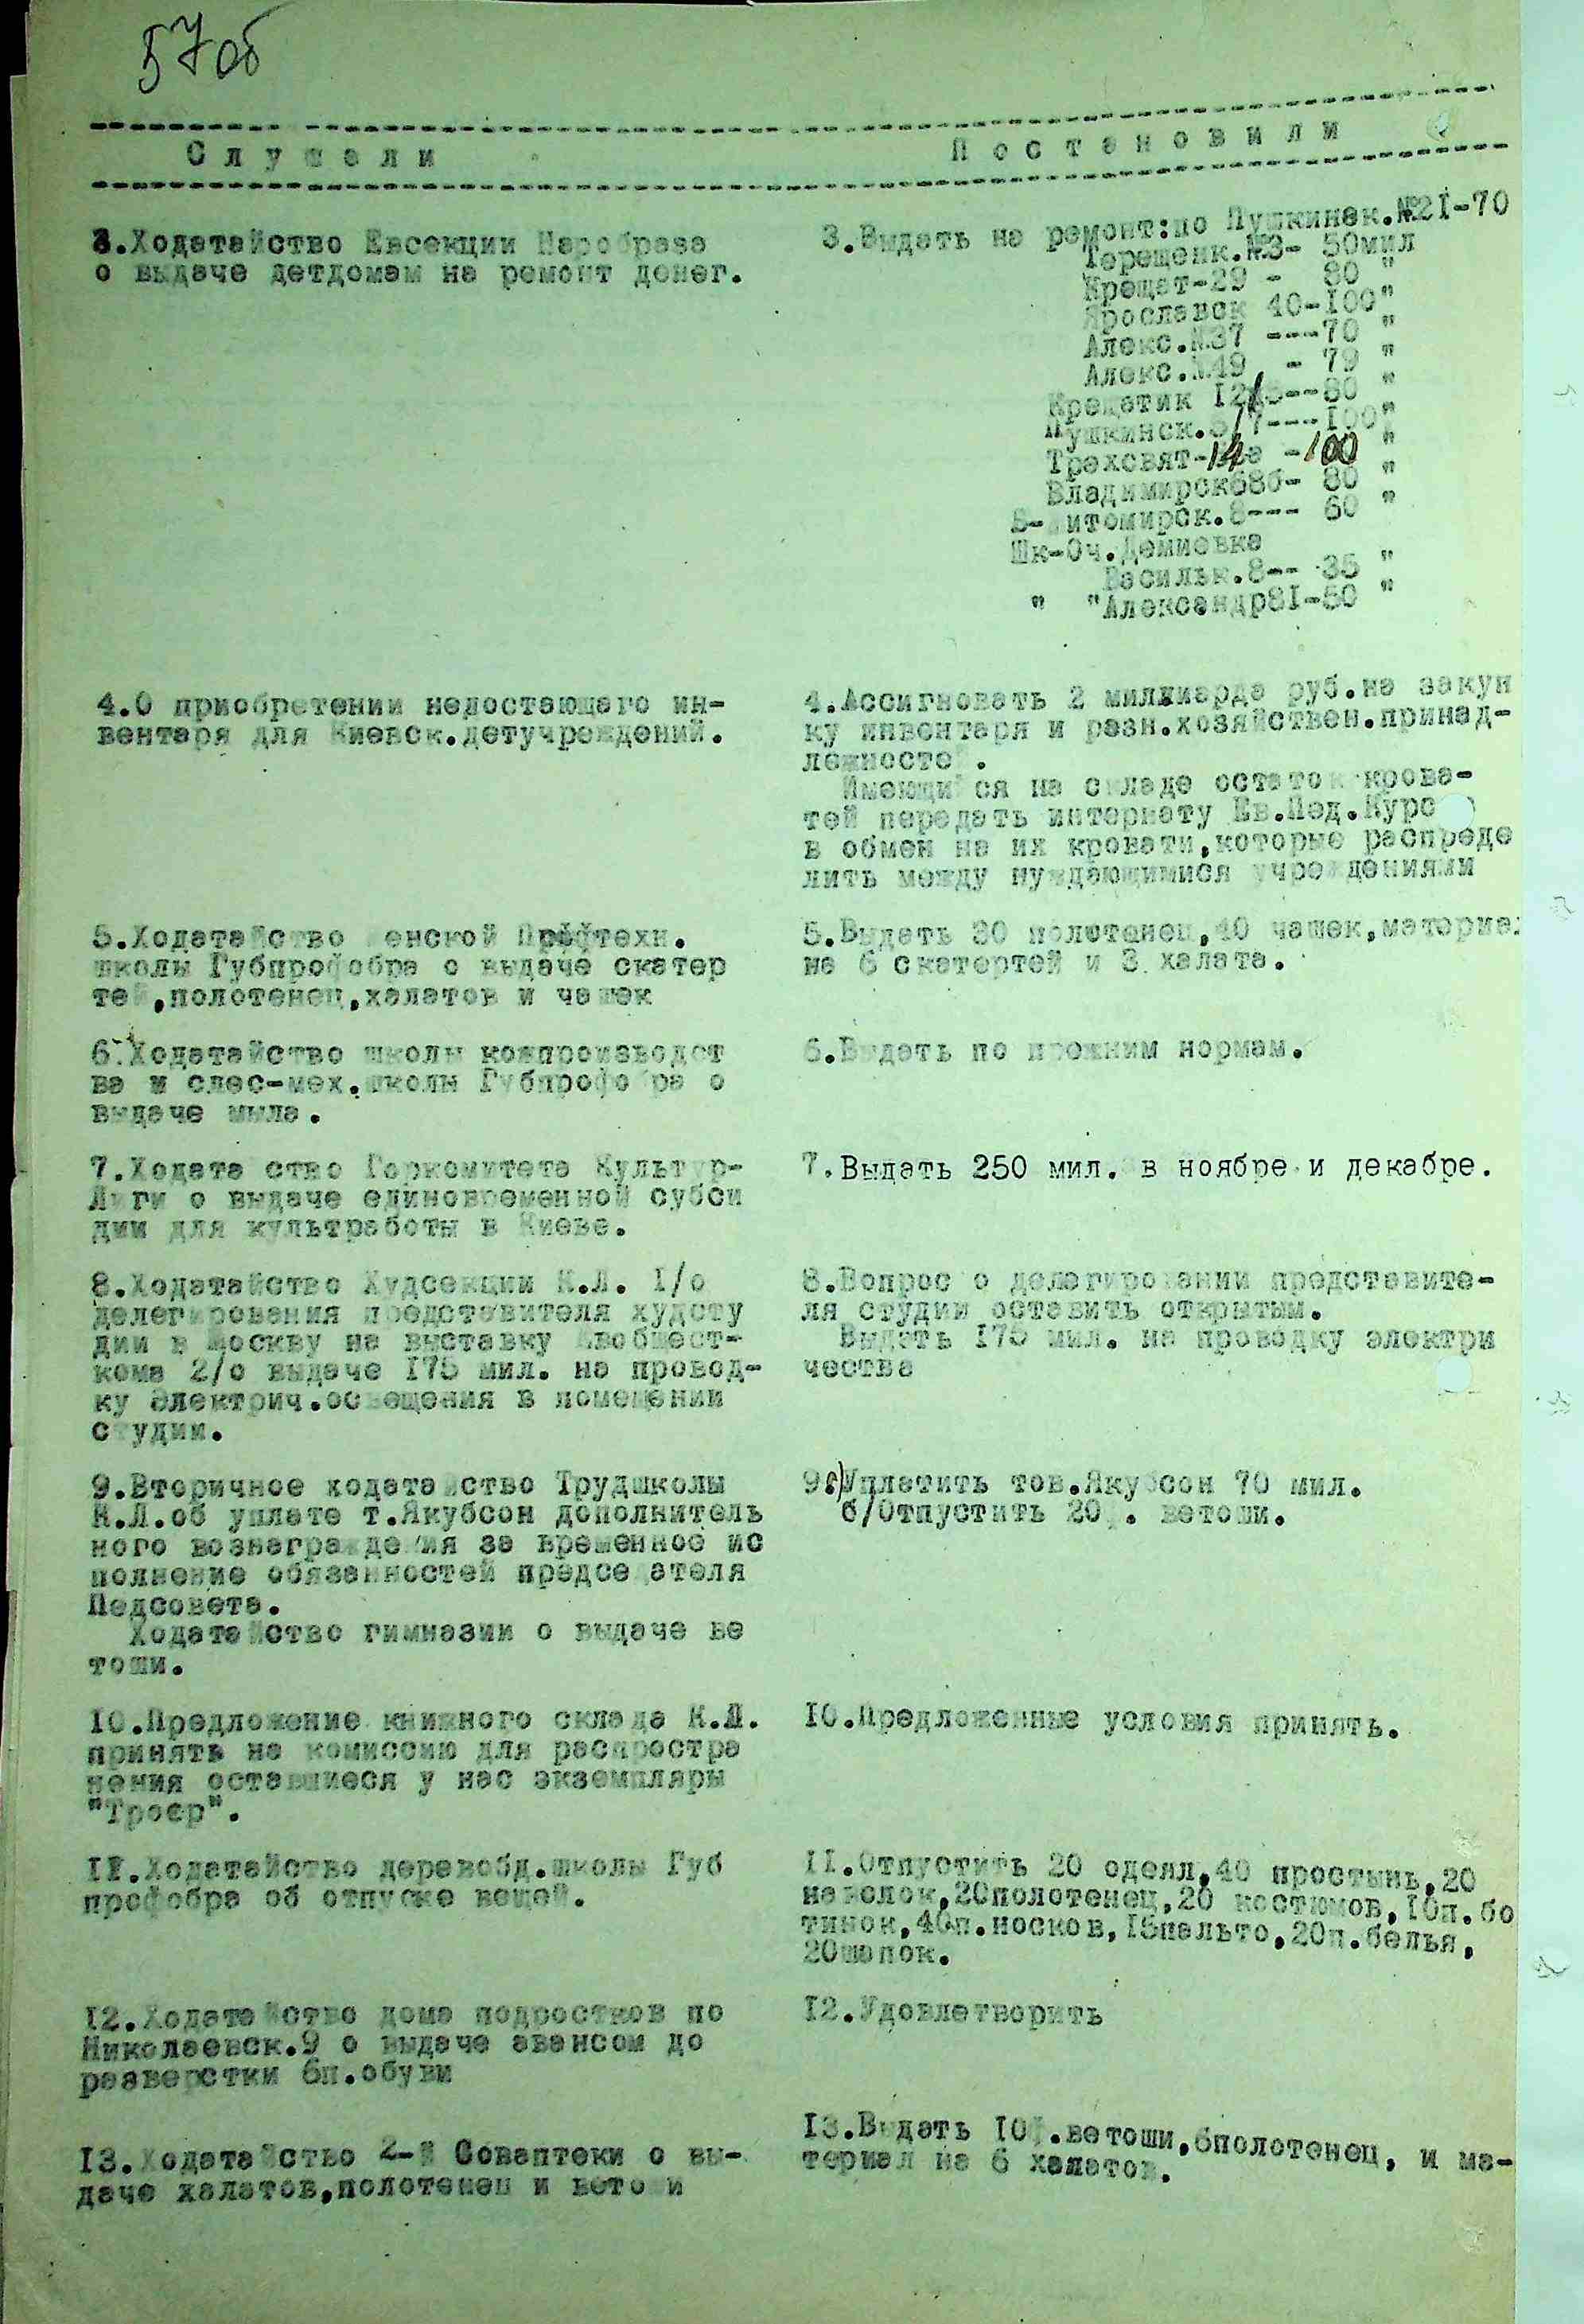 57об
Слушали
Постановили
3.Ходатайство Евсекции Наробраза
о выдаче детдомам на ремонт денег.
3.Выдать на ремонт:по Пушкинск.№21-70
Терещенк.№3- 50мил
Крещат-29 - 80 "
Ярославск 40-100"
Алекс.№37 ---70 "
Алекс.№49 - 79 "
Крещатик 12/ --80 "
Пушкинск. /7---100"
Трехсвят-14а -100 "
Владимирск68б- 80 "
Б-Житомирск.8--- 60 "
Шк-Оч.Демиевка
Васильк.8-- 35 "
" "Александр81-50 "
4.О приобретении недостающего ин-
вентаря для Киевск.детучреждений.
4.Ассигновать 2 миллиарда руб.на закуп
ку инвентаря и разн.хозяйствен.принад-
лежностей.
Имеющийся на складе остаток крова-
тей передать интернату Ев.Пед.Курс
в обмен на их кровати,которые распреде
лить между нуждающимися учреждениями
5.Ходатайство Женской Профтехн.
школы Губпрофобра о выдаче скатер
тей,полотенец,халатов и чашек
5.Выдать 30 полотенец,40 чашек,материал
на 6 скатертей и 3 халата.
6.Ходатайство школы кожпроизводст
ва и слес-мех.школы Губпрофобра о
выдаче мыла.
6.Выдать по прежним нормам.
7.Ходатайство Горкомитета Культур-
Лиги о выдаче единовременной субси
дии для культработы в Киеве.
7.Выдать 250 мил. в ноябре и декабре.
8.Ходатайство Худсекции К.Л. 1/о
делегирования представителя худсту
дии в Москву на выставку Евобщест-
кома 2/о выдаче 175 мил. на провод-
ку Электрич.освещения в помещении
студии.
8.Вопрос о делегировании представите-
ля студии оставить открытым.
Выдать 175 мил. на проводку электри
чества
9.Вторичное ходатайство Трудшколы
К.Л.об уплате т.Якубсон дополнитель
ного вознаграждения за временное ис
полнение обязанностей председателя
Педсовета.
Ходатайство гимназии о выдаче ве
тоши.
9а)Уплатить тов.Якубсон 70 мил.
б/Отпустить 20 . ветоши.
10.Предложение книжного склада К.Л.
принять на комиссию для распростра
нения оставшиеся у нас экземпляры
"Троер".
10.Предложенные условия принять.
11.Ходатайство деревобд.школы Губ
профобра об отпуске вещей.
11.Отпустить 20 одеял,40 простынь,20
наволок,20полотенец,20 костюмов,10п.бо
тинок,40п.носков,15пальто,20п.белья,
20шапок.
12.Ходатайство дома подростков по
Николаевск.9 о выдаче авансом до
разверстки 6п.обуви
12.Удовлетворить
13.Ходатайство 2-й Соваптеки о вы-
даче халатов,полотенец и ветоши
13.Выдать 10 .ветоши,6полотенец, и ма-
териал на 6 халатов.